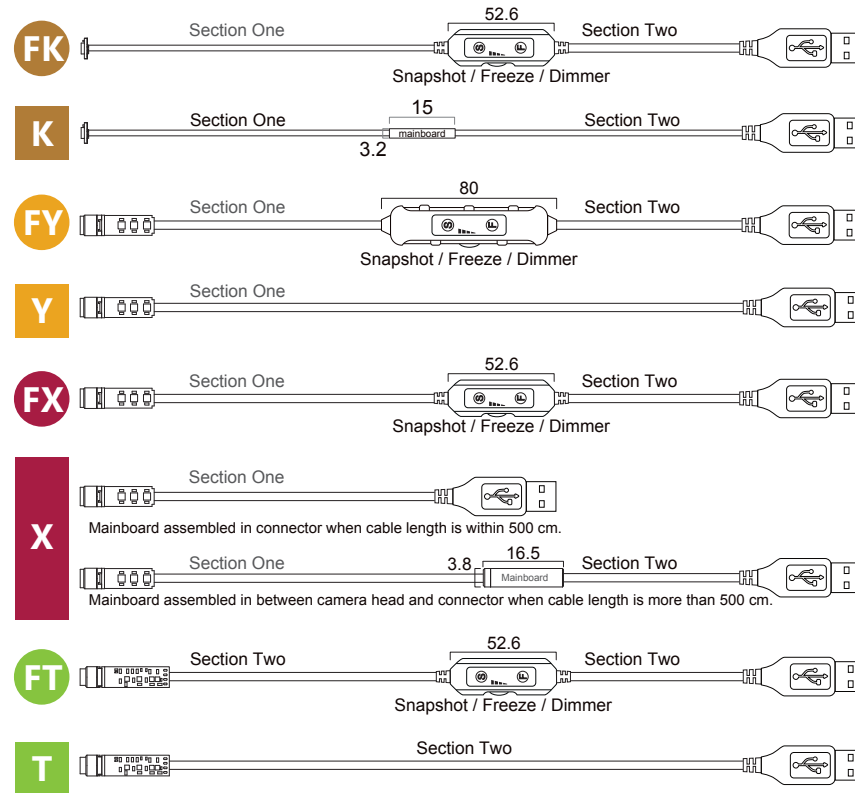 52.6
FK
Section One
Section Two
S
F
Snapshot / Freeze / Dimmer
15
K
Section One
mainboard
Section Two
3.2
80
FY
Section One
Section Two
S
F
Snapshot / Freeze / Dimmer
Y
Section One
52.6
FX
Section One
Section Two
S
F
Snapshot / Freeze / Dimmer
X
Section One
Mainboard assembled in connector when cable length is within 500 cm.
Section One
3.8
16.5
Mainboard
Section Two
Mainboard assembled in between camera head and connector when cable length is more than 500 cm.
52.6
FT
Section Two
Section Two
S
F
Snapshot / Freeze / Dimmer
T
Section Two